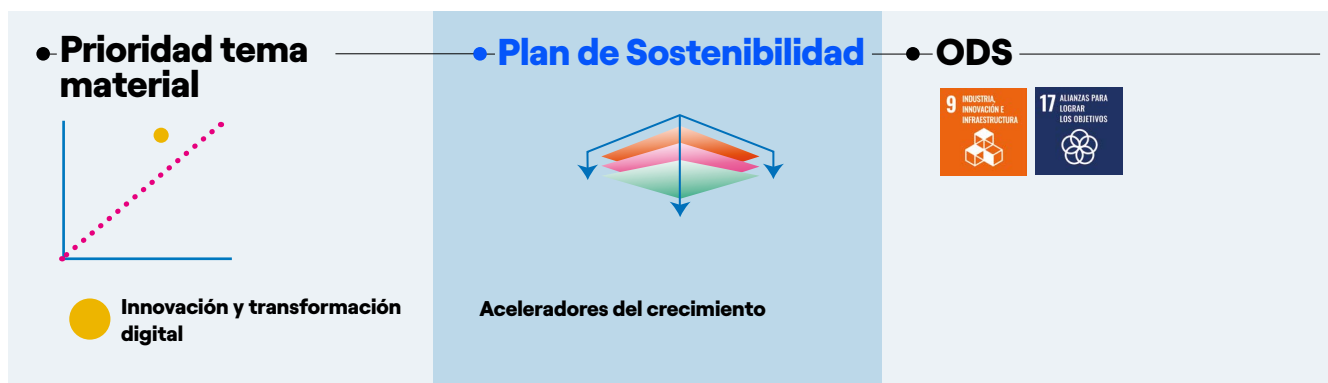 Prioridad tema
material
Plan de Sostenibilidad
ODS
9 INDUSTRIA,
INNOVACIÓN E
INFRAESTRUCTURA
17 ALIANZAS PARA
LOGRAR
LOS OBJETIVOS
Innovación y transformación
digital
Aceleradores del crecimiento